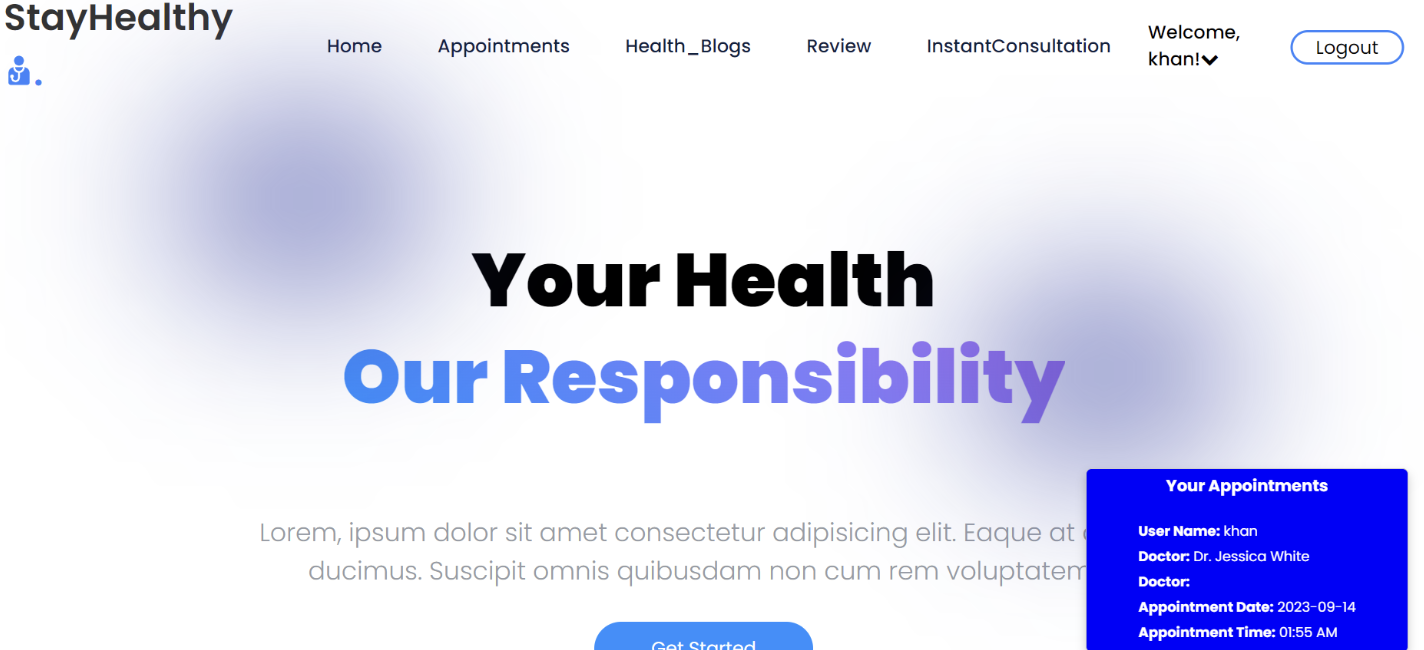 StayHealthy
Home
Appointments
Health_Blogs
Review
InstantConsultation
Welcome,
khan!
Logout
Your Health
Our Responsibility
Lorem, ipsum dolor sit amet consectetur adipisicing elit. Eaque at
ducimus. Suscipit omnis quibusdam non cum rem voluptatem
Get Started
Your Appointments
User Name: khan
Doctor: Dr. Jessica White
Doctor:
Appointment Date: 2023-09-14
Appointment Time: 01:55 AM